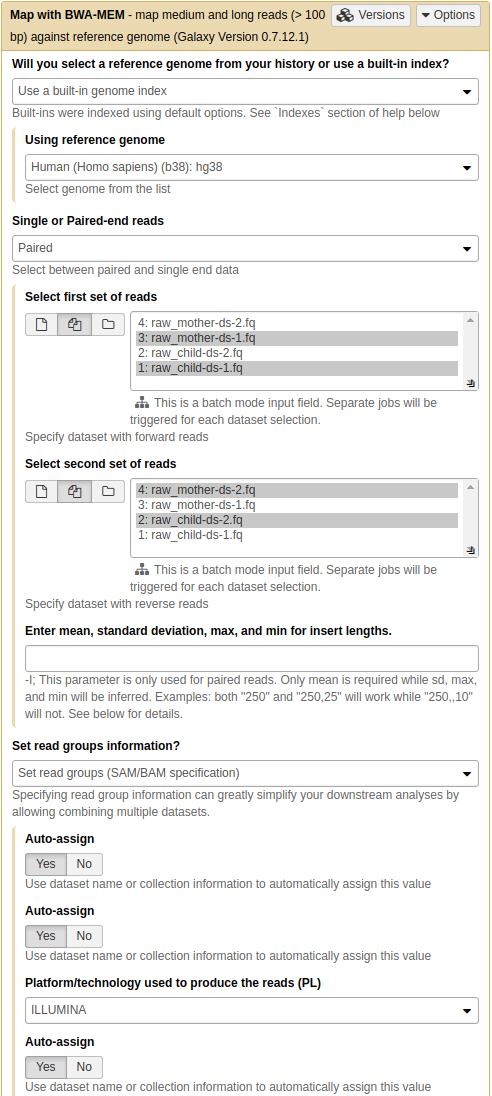 Map with BWA-MEM - map medium and long reads (> 100 Versions Options
bp) against reference genome (Galaxy Version 0.7.12.1)
Will you select a reference genome from your history or use a built-in index?
Use a built-in genome index
Built-ins were indexed using default options. See `Indexes` section of help below
Using reference genome
Human (Homo sapiens) (b38): hg38
Select genome from the list
Single or Paired-end reads
Paired
Select between paired and single end data
Select first set of reads
4: raw_mother-ds-2.fq
3: raw_mother-ds-1.fq
2: raw_child-ds-2.fq
1: raw_child-ds-1.fq
This is a batch mode input field. Separate jobs will be
triggered for each dataset selection.
Specify dataset with forward reads
Select second set of reads
4: raw_mother-ds-2.fq
3: raw_mother-ds-1.fq
2: raw_child-ds-2.fq
1: raw_child-ds-1.fq
This is a batch mode input field. Separate jobs will be
triggered for each dataset selection.
Specify dataset with reverse reads
Enter mean, standard deviation, max, and min for insert lengths.
-I; This parameter is only used for paired reads. Only mean is required while sd, max,
and min will be inferred. Examples: both "250" and "250,25" will work while "250,,10"
will not. See below for details.
Set read groups information?
Set read groups (SAM/BAM specification)
Specifying read group information can greatly simplify your downstream analyses by
allowing combining multiple datasets.
Auto-assign
Yes No
Use dataset name or collection information to automatically assign this value
Auto-assign
Yes No
Use dataset name or collection information to automatically assign this value
Platform/technology used to produce the reads (PL)
ILLUMINA
Auto-assign
Yes No
Use dataset name or collection information to automatically assign this value